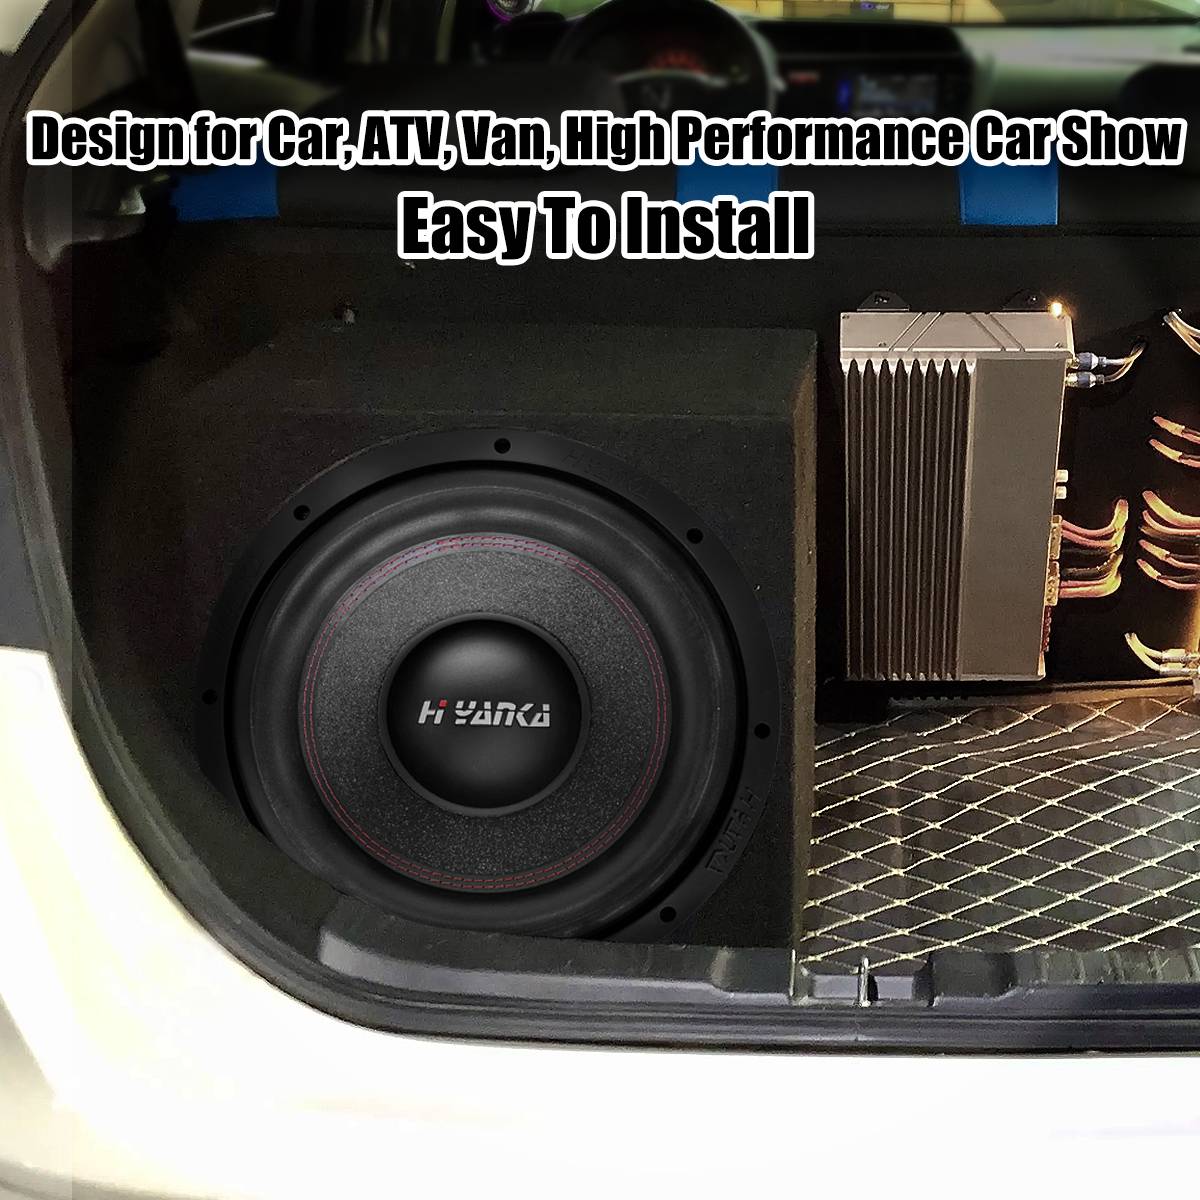 Design for Car, ATV, Van, High Performance Car Show
Easy To Install
Hi YANKA